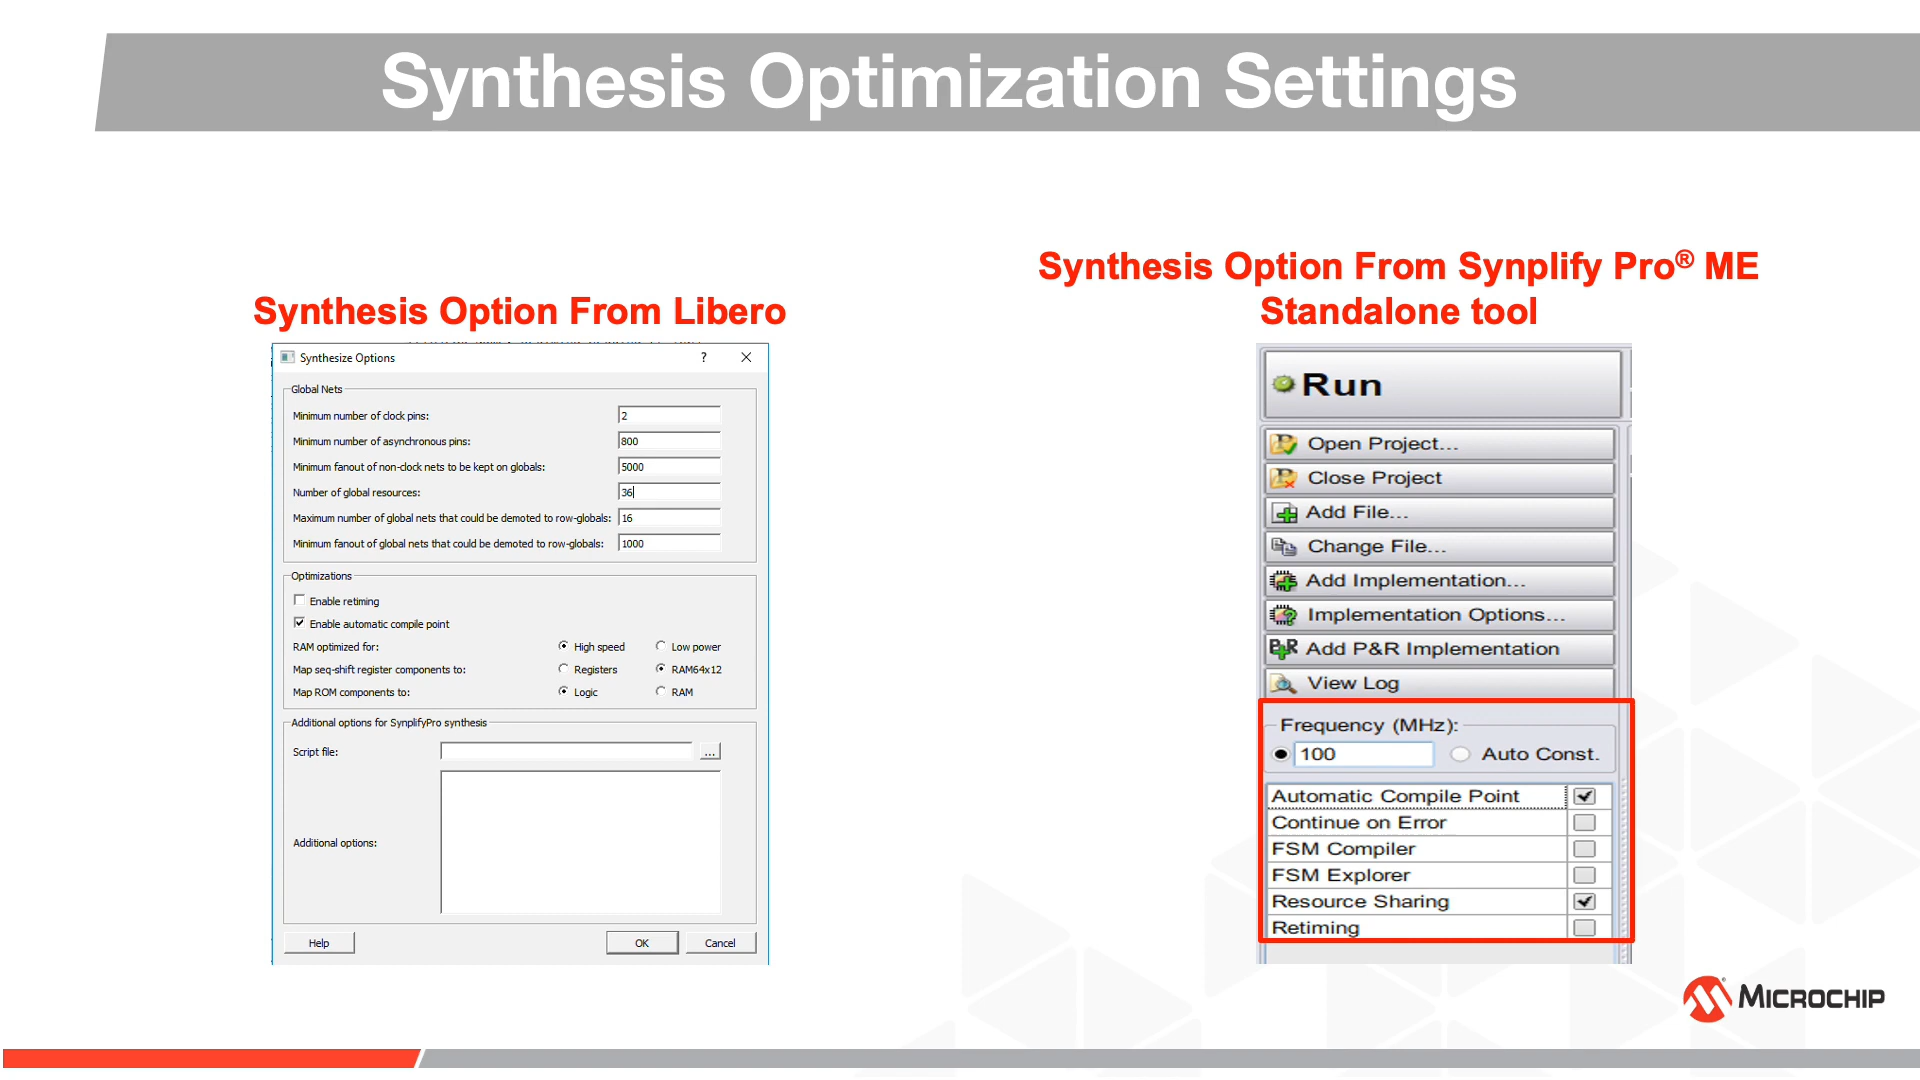 Synthesis Optimization Settings
Synthesis Option From Libero
Synthesize Options ?
Global Nets
Minimum number of clock pins: 2
Minimum number of asynchronous pins: 800
Minimum fanout of non-clock nets to be kept on globals: 5000
Number of global resources: 36
Maximum number of global nets that could be demoted to row-globals: 16
Minimum fanout of global nets that could be demoted to row-globals: 1000
Optimizations
Enable retiming
Enable automatic compile point
RAM optimized for: High speed Low power
Map seq-shift register components to: Registers RAM64x12
Map ROM components to: Logic RAM
Additional options for SynplifyPro synthesis
Script file: ...
Additional options:
Help OK Cancel
Synthesis Option From Synplify Pro® ME
Standalone tool
Run
Open Project...
Close Project
Add File...
Change File...
Add Implementation...
Implementation Options...
Add P&R Implementation
View Log
Frequency (MHz):
100 Auto Const.
Automatic Compile Point
Continue on Error
FSM Compiler
FSM Explorer
Resource Sharing
Retiming
MICROCHIP